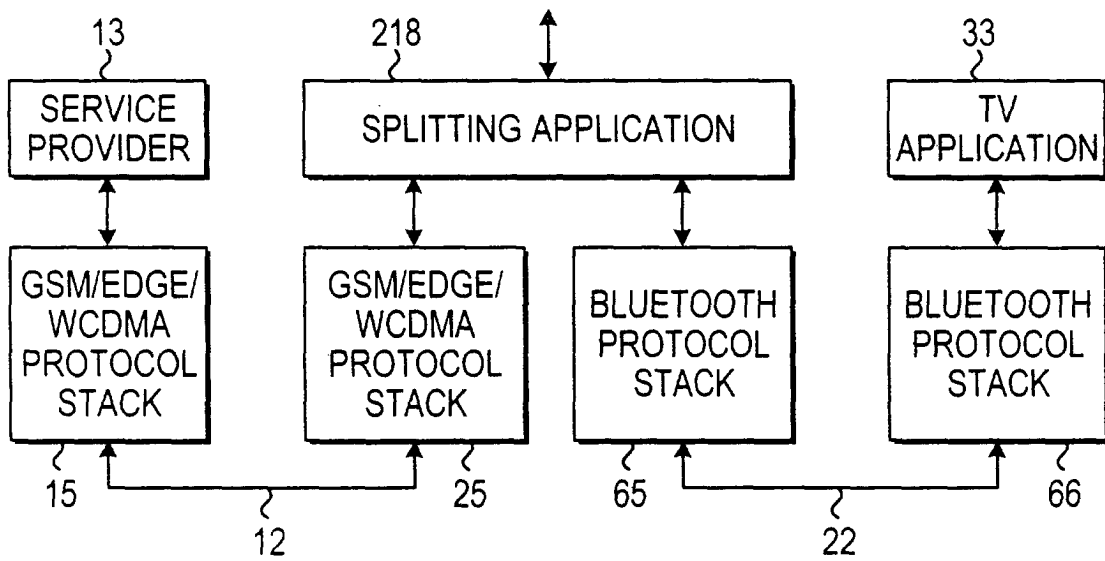 13
218
33
SERVICE
PROVIDER
SPLITTING APPLICATION
TV
APPLICATION
GSM/EDGE/
WCDMA
PROTOCOL
STACK
GSM/EDGE/
WCDMA
PROTOCOL
STACK
BLUETOOTH
PROTOCOL
STACK
BLUETOOTH
PROTOCOL
STACK
15
25
65
66
12
22